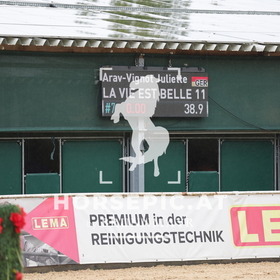 Arav-Vignot Juliette GER
LA VIE EST BELLE 11
0.00 38.9
HORSEPIC.AT
LEMA
PREMIUM in der
REINIGUNGSTECHNIK
LE